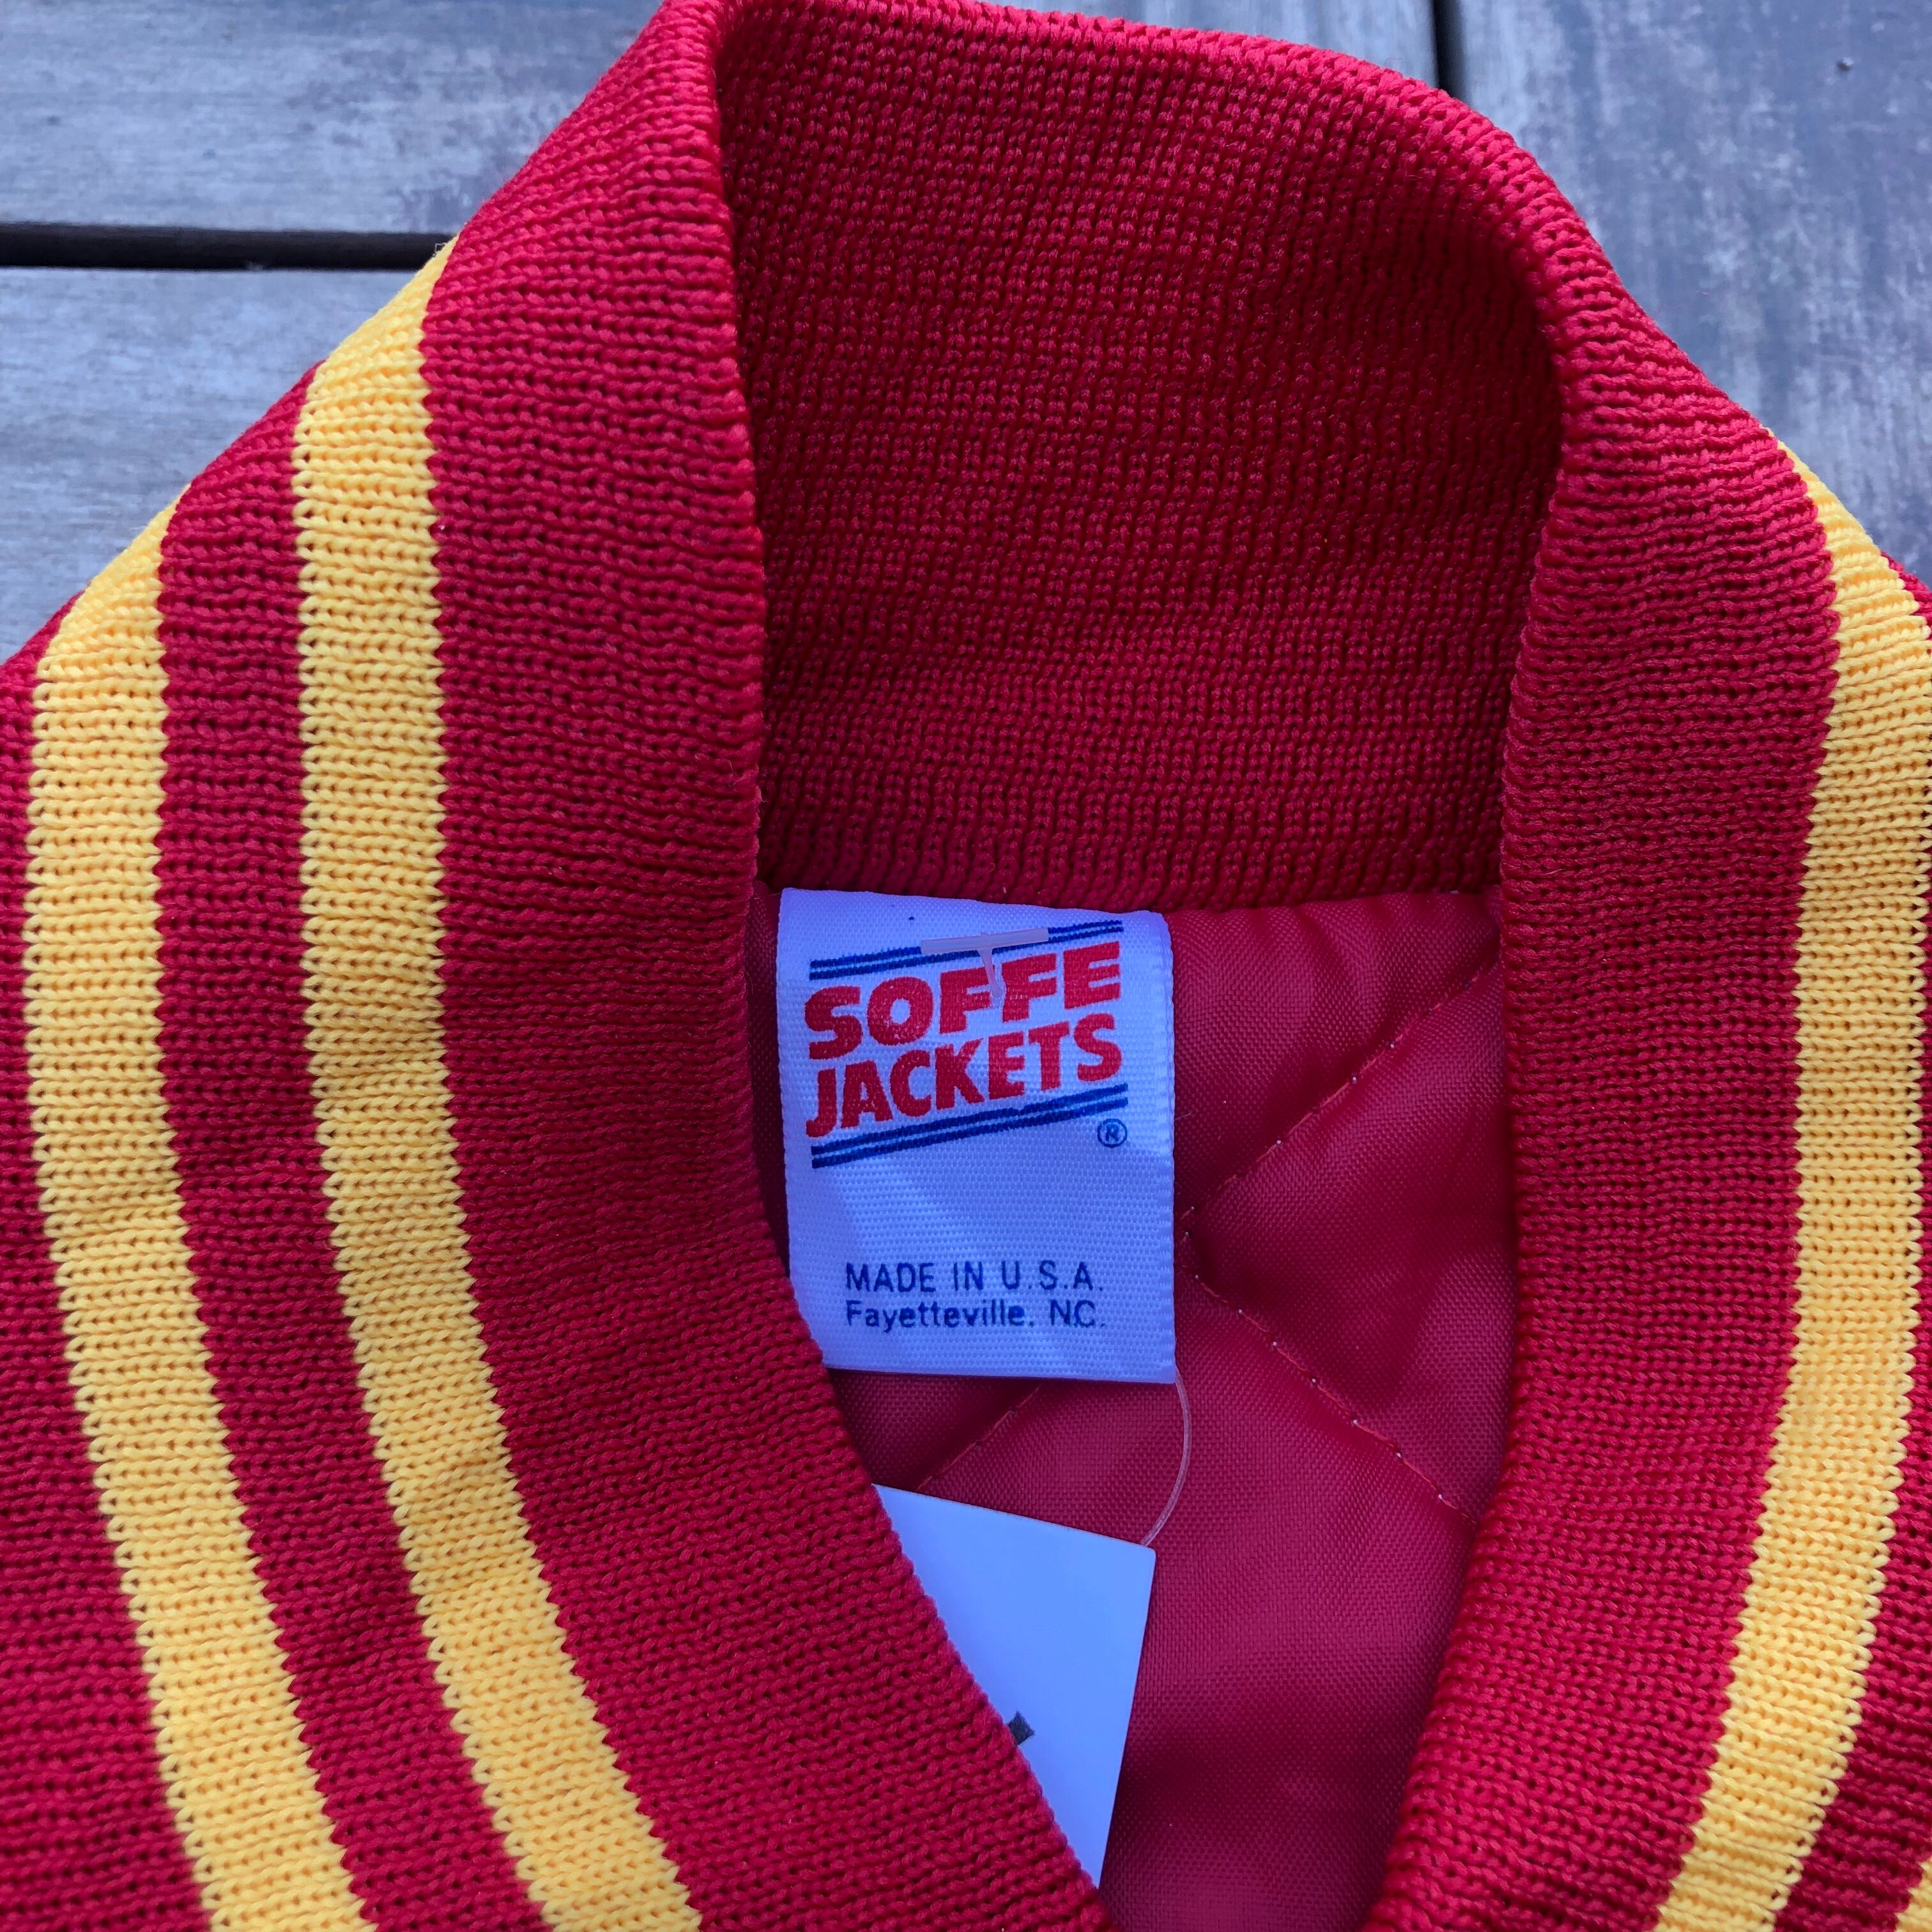 SOFFE
JACKETS
®
MADE IN U.S.A.
Fayetteville, NC.